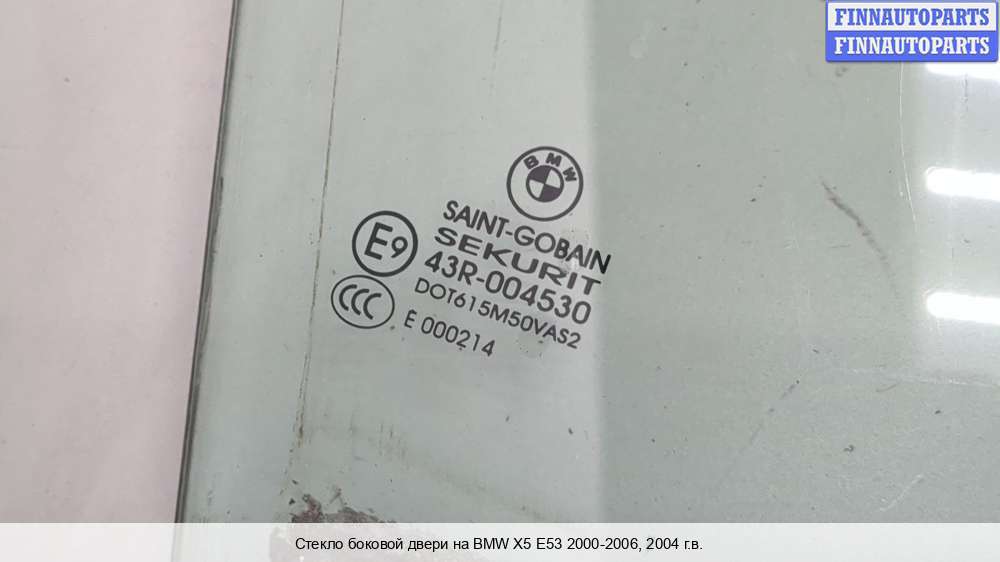 FINNAUTOPARTS
FINNAUTOPARTS
BMW
SAINT-GOBAIN
SEKURIT
E9
43R-004530
DOT615M50VAS2
CCC
E 000214
Стекло боковой двери на BMW X5 E53 2000-2006, 2004 г.в.